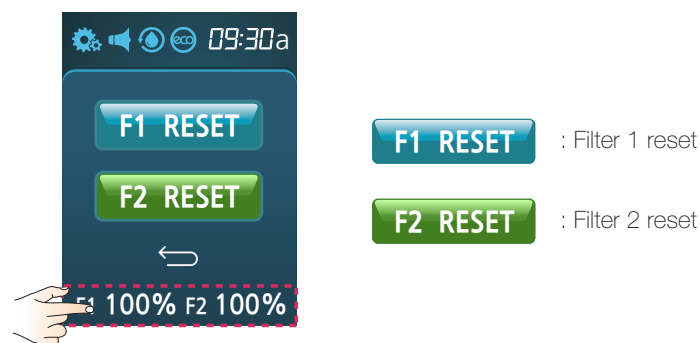 eco 09:30a
F1 RESET
F2 RESET
F1 100% F2 100%
F1 RESET : Filter 1 reset
F2 RESET : Filter 2 reset